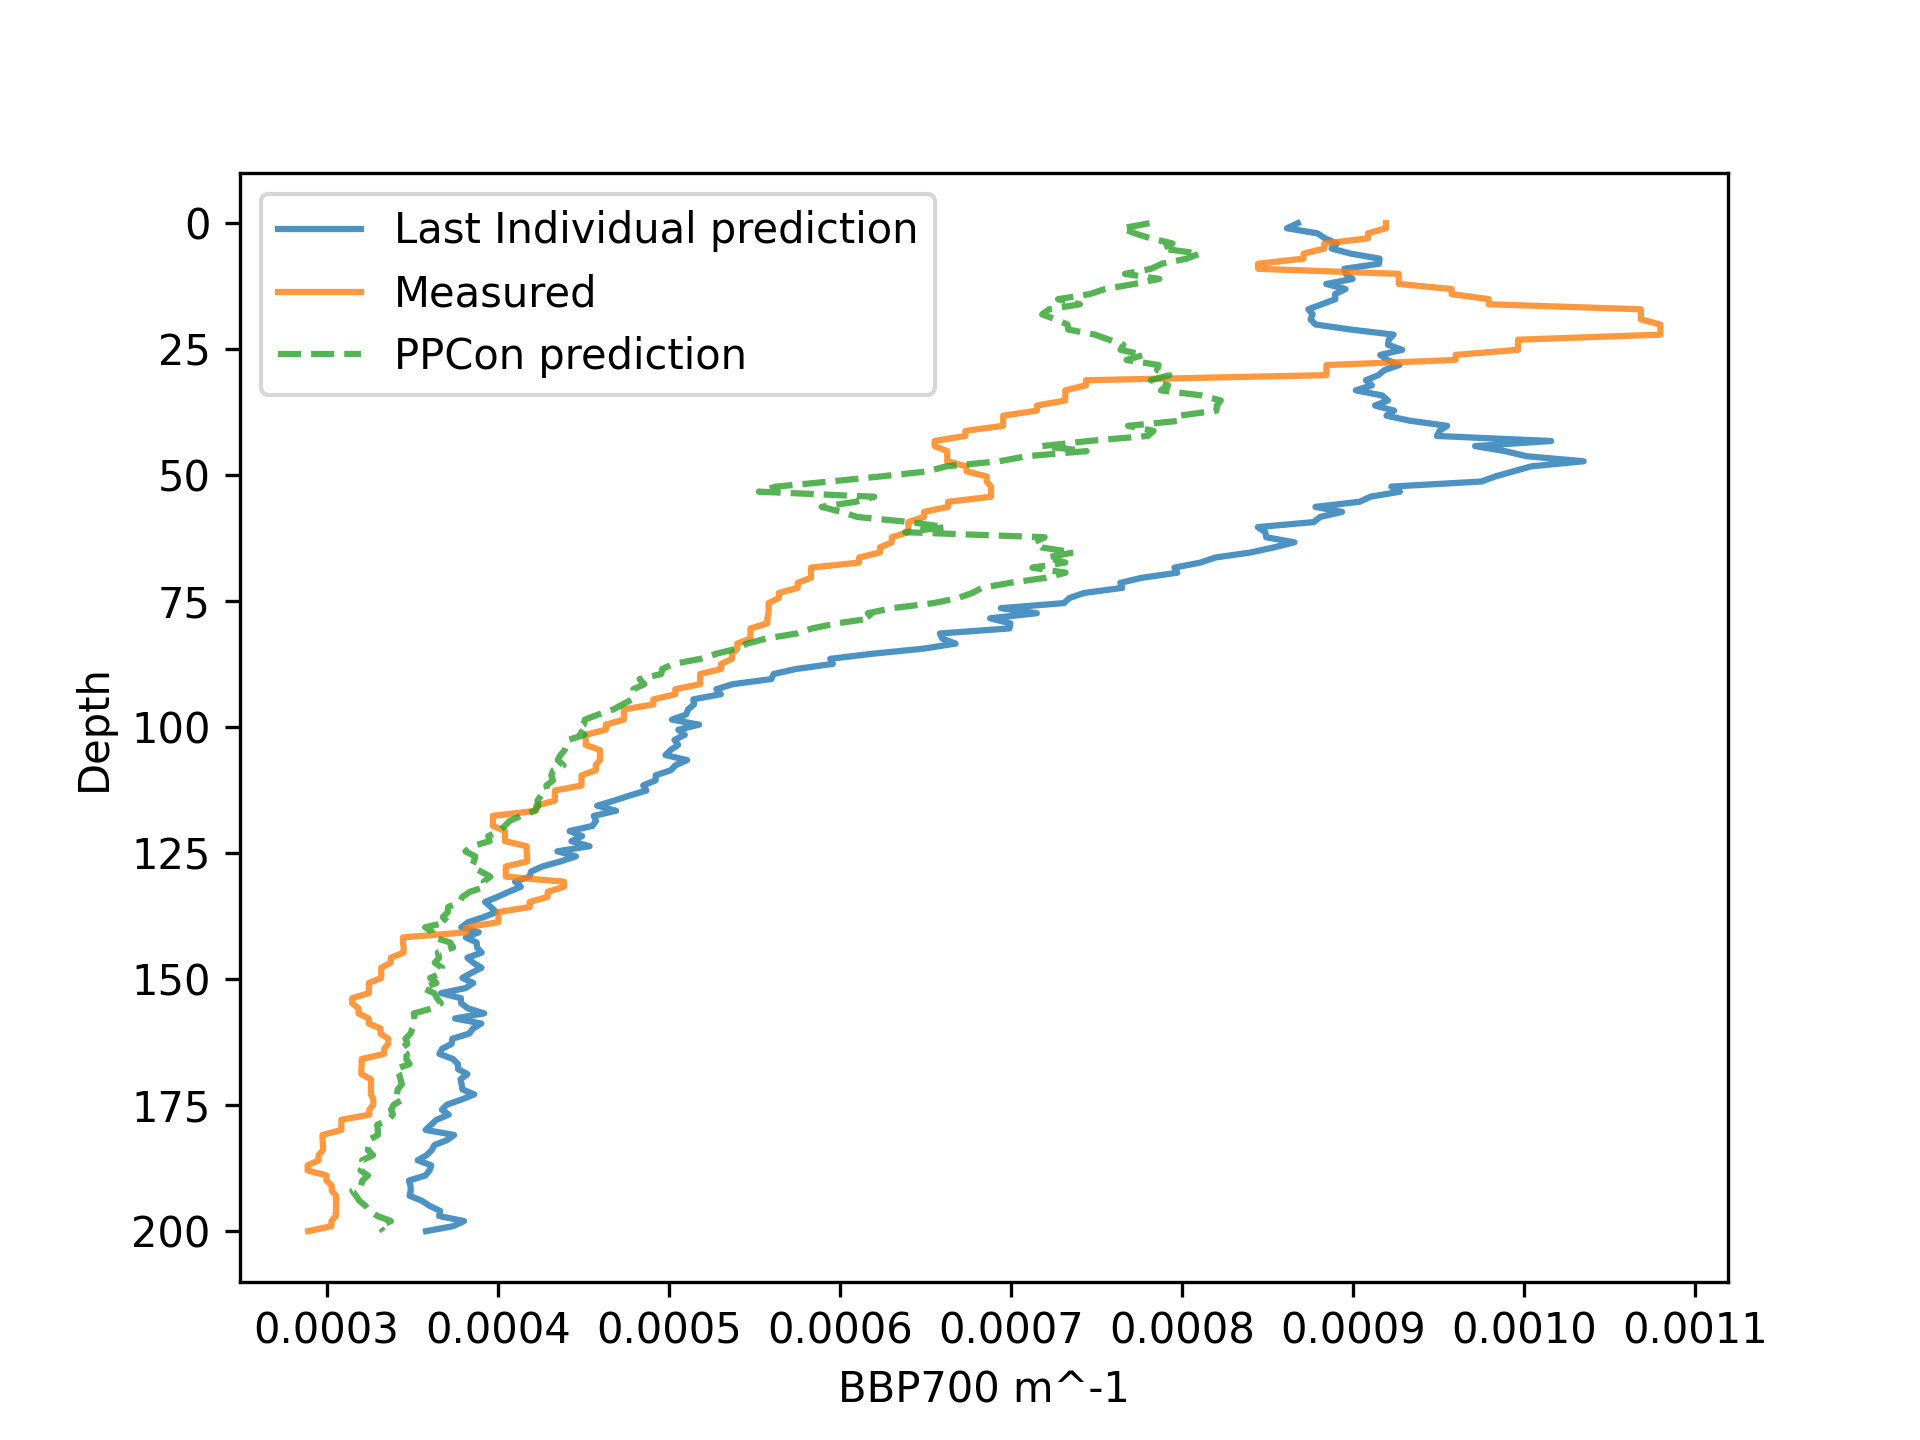 Last Individual prediction
Measured
PPCon prediction
0
25
50
75
100
125
150
175
200
Depth
0.0003 0.0004 0.0005 0.0006 0.0007 0.0008 0.0009 0.0010 0.0011
BBP700 m^-1